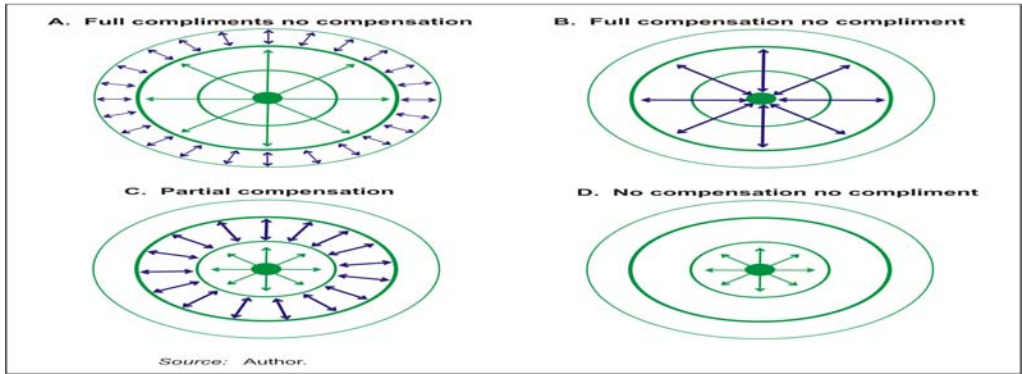 A. Full compliments no compensation
B. Full compensation no compliment
C. Partial compensation
D. No compensation no compliment
Source: Author.